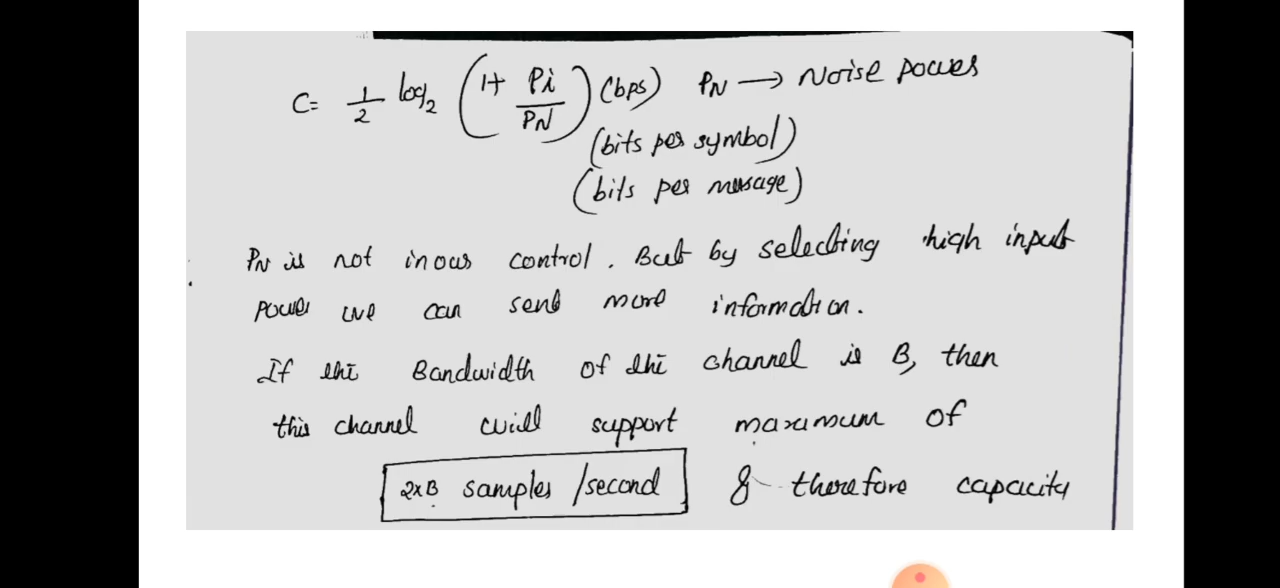 C= 1/2 log₂ (1+ Pi/PN) (bps) PN → Noise power
(bits per symbol)
(bits per message)
PN is not in our control. But by selecting high input
power we can send more information.
If the Bandwidth of the channel is B, then
this channel will support maximum of
2xB samples/second & therefore capacity